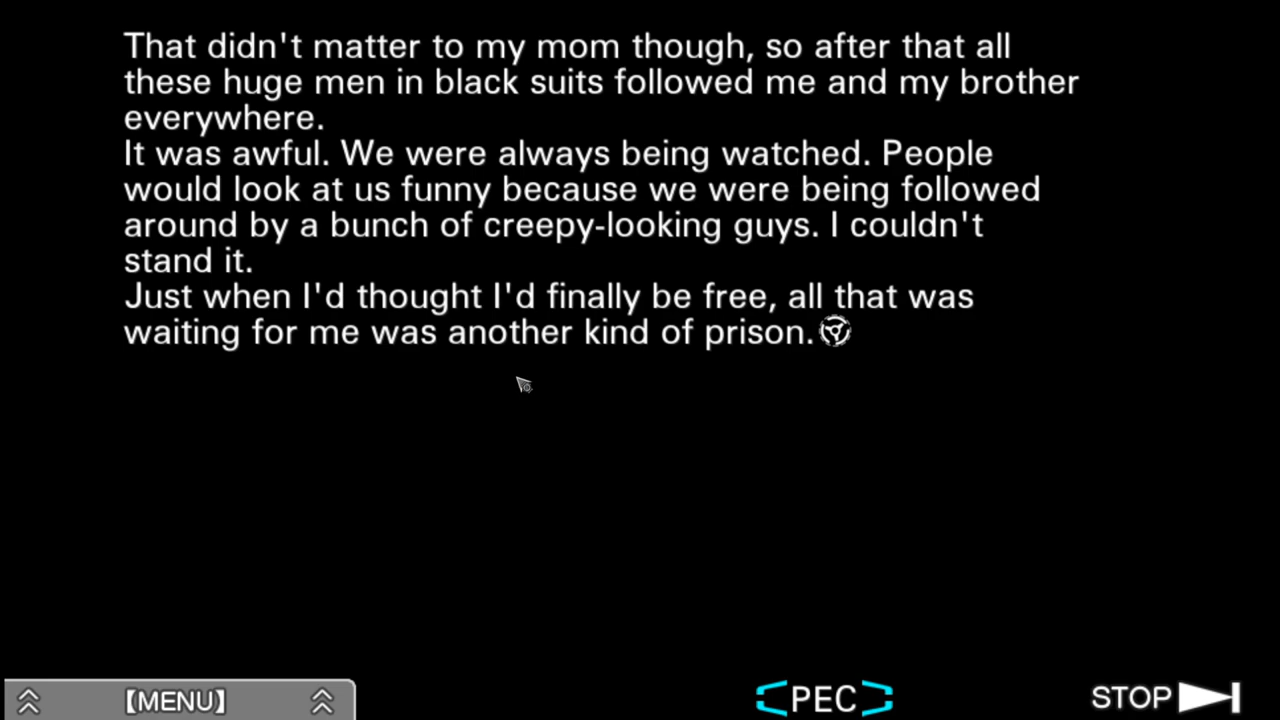 That didn't matter to my mom though, so after that all
these huge men in black suits followed me and my brother
everywhere.
It was awful. We were always being watched. People
would look at us funny because we were being followed
around by a bunch of creepy-looking guys. I couldn't
stand it.
Just when I'd thought I'd finally be free, all that was
waiting for me was another kind of prison.
【MENU】
PEC
STOP